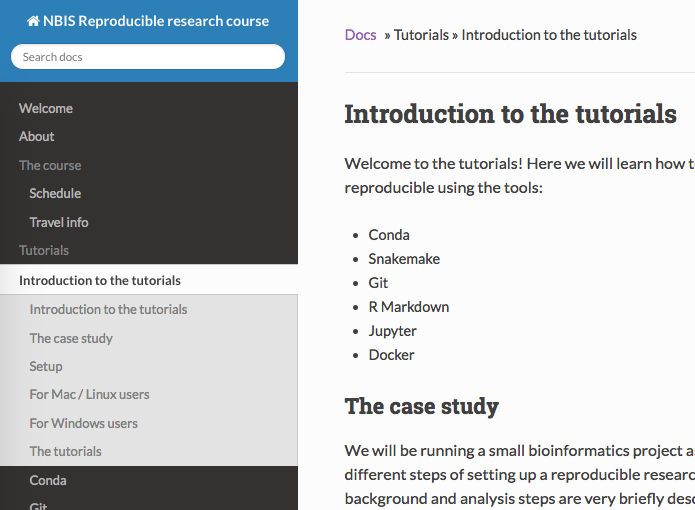 NBIS Reproducible research course
Search docs
Welcome
About
The course
Schedule
Travel info
Tutorials
Introduction to the tutorials
Introduction to the tutorials
The case study
Setup
For Mac / Linux users
For Windows users
The tutorials
Conda
Git
Docs » Tutorials » Introduction to the tutorials
Introduction to the tutorials
Welcome to the tutorials! Here we will learn how
reproducible using the tools:
• Conda
• Snakemake
• Git
• R Markdown
• Jupyter
• Docker
The case study
We will be running a small bioinformatics project
different steps of setting up a reproducible
background and analysis steps are very briefly